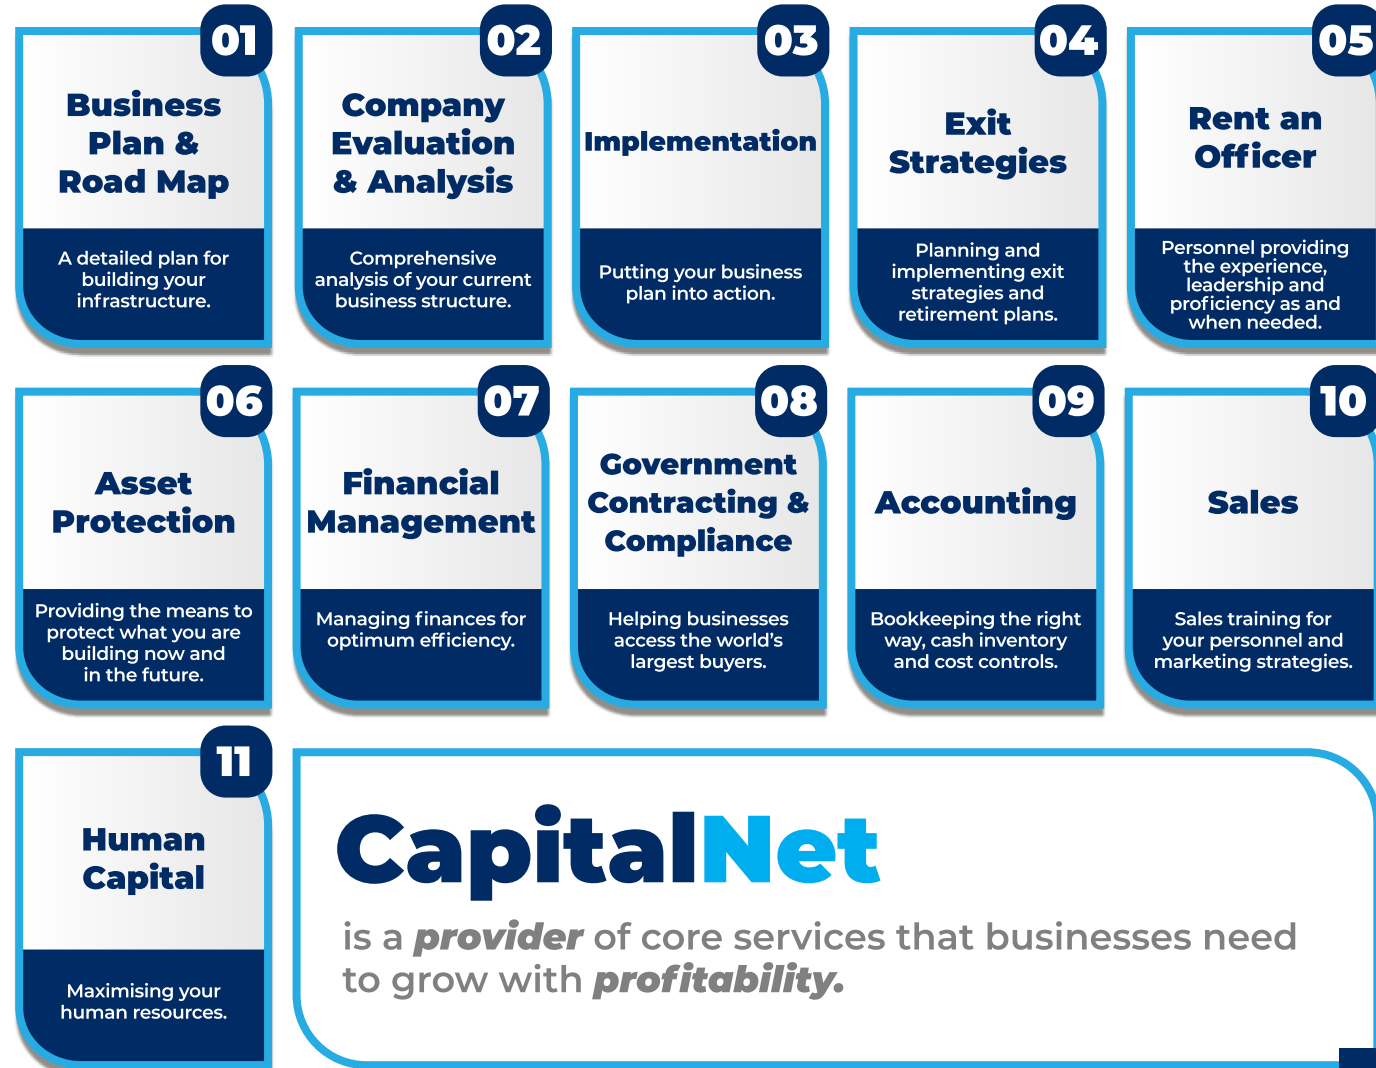 01
Business
Plan &
Road Map
A detailed plan for
building your
infrastructure.
02
Company
Evaluation
& Analysis
Comprehensive
analysis of your current
business structure.
03
Implementation
Putting your business
plan into action.
04
Exit
Strategies
Planning and
implementing exit
strategies and
retirement plans.
05
Rent an
Officer
Personnel providing
the experience,
leadership and
proficiency as and
when needed.
06
Asset
Protection
Providing the means to
protect what you are
building now and
in the future.
07
Financial
Management
Managing finances for
optimum efficiency.
08
Government
Contracting &
Compliance
Helping businesses
access the world’s
largest buyers.
09
Accounting
Bookkeeping the right
way, cash inventory
and cost controls.
10
Sales
Sales training for
your personnel and
marketing strategies.
11
Human
Capital
Maximising your
human resources.
CapitalNet
is a provider of core services that businesses need
to grow with profitability.